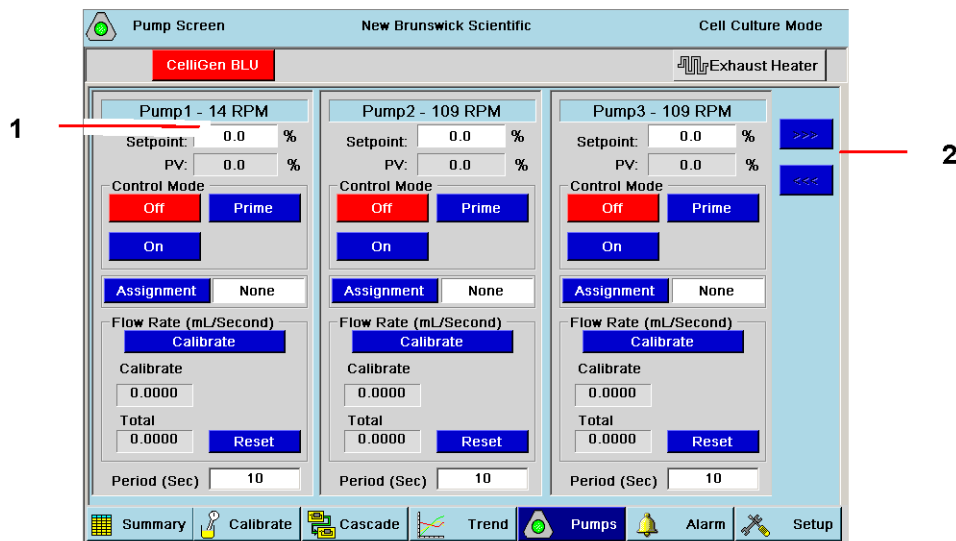 Pump Screen New Brunswick Scientific Cell Culture Mode
CelliGen BLU Exhaust Heater
1
2
Pump1 - 14 RPM
Setpoint: 0.0 %
PV: 0.0 %
Control Mode
Off Prime
On
Assignment None
Flow Rate (mL/Second)
Calibrate
Calibrate
0.0000
Total
0.0000 Reset
Period (Sec) 10
Pump2 - 109 RPM
Setpoint: 0.0 %
PV: 0.0 %
Control Mode
Off Prime
On
Assignment None
Flow Rate (mL/Second)
Calibrate
Calibrate
0.0000
Total
0.0000 Reset
Period (Sec) 10
Pump3 - 109 RPM
Setpoint: 0.0 %
PV: 0.0 %
Control Mode
Off Prime
On
Assignment None
Flow Rate (mL/Second)
Calibrate
Calibrate
0.0000
Total
0.0000 Reset
Period (Sec) 10
>>>
<<<
Summary Calibrate Cascade Trend Pumps Alarm Setup